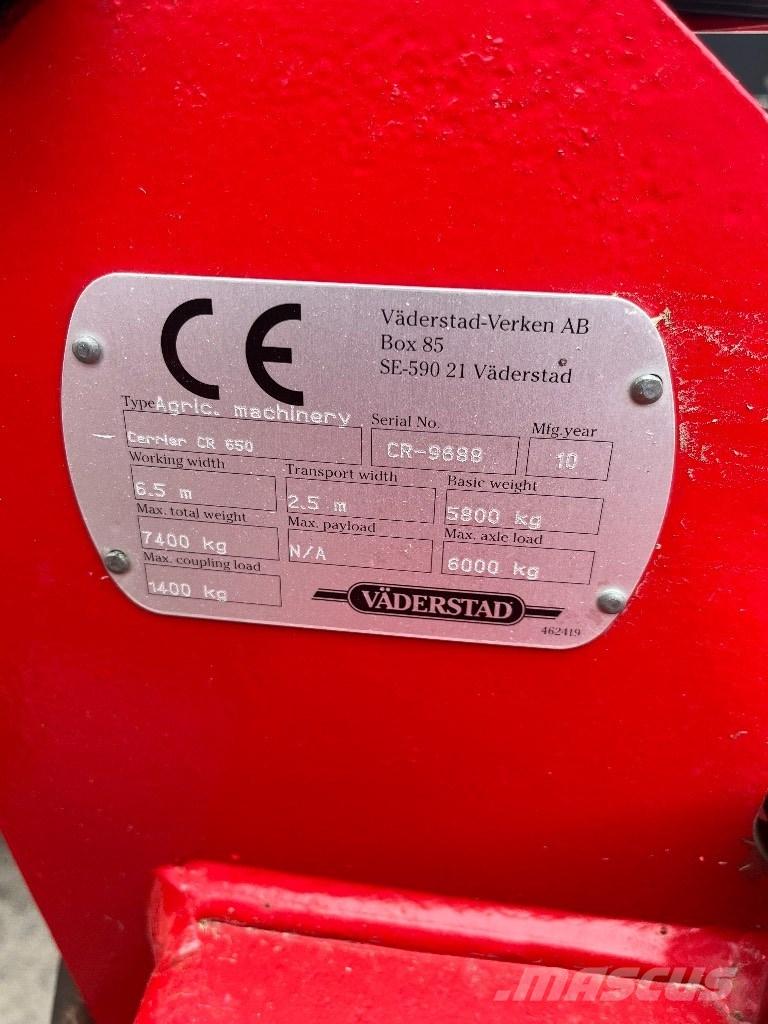 CE
Väderstad-Verken AB
Box 85
SE-590 21 Väderstad
Type Agric. machinery
Carrier CR 650
Serial No.
CR-9688
Mfg.year
10
Working width
6.5 m
Transport width
2.5 m
Basic weight
5800 kg
Max. total weight
7400 kg
Max. payload
N/A
Max. axle load
6000 kg
Max. coupling load
1400 kg
VÄDERSTAD
462419
MASCUS